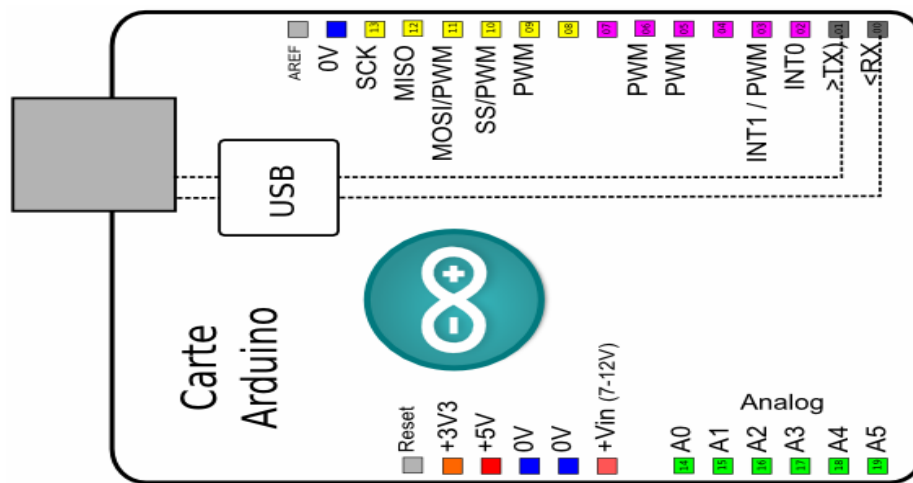 AREF
0V
SCK
MISO
MOSI/PWM
SS/PWM
PWM
PWM
PWM
INT1 / PWM
INT0
>TX)
<RX
13
12
11
10
09
08
07
06
05
04
03
02
01
00
USB
Carte
Arduino
Reset
+3V3
+5V
0V
0V
+Vin (7-12V)
Analog
A0
A1
A2
A3
A4
A5
14
15
16
17
18
19